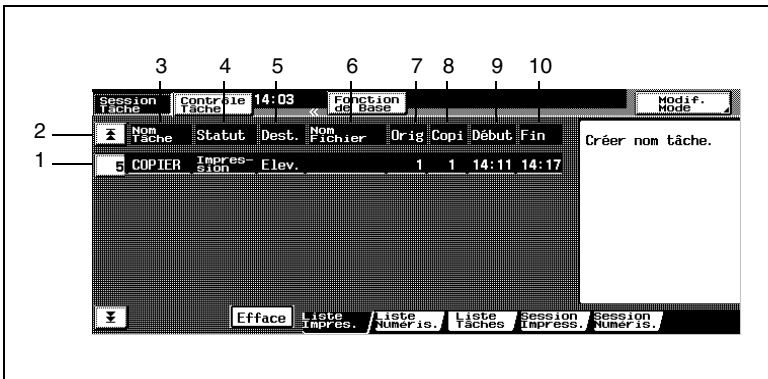 3 4 5 6 7 8 9 10
Session Tâche Contrôle Tâche 14:03 « Fonction de Base Modif. Mode
2 Nom Tâche Statut Dest. Nom Fichier Orig Copi Début Fin Créer nom tâche.
1 5 COPIER Impres-sion Elev. 1 1 14:11 14:17
Efface Liste Impres. Liste Numéris. Liste Tâches Session Impress. Session Numéris.